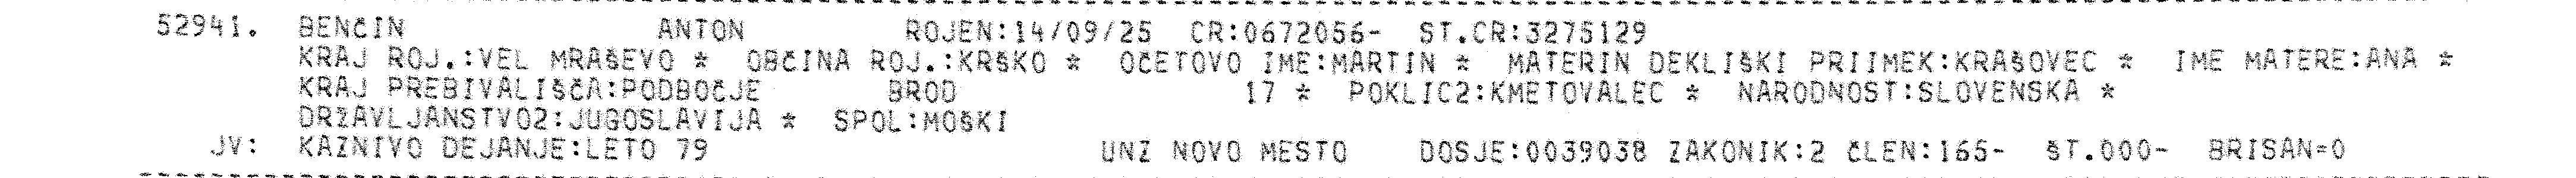 52941. BENČIN ANTON ROJEN:14/09/25 CR:0672056- ST.CR:3275129
KRAJ ROJ.:VEL MRAŠEVO * OBČINA ROJ.:KRŠKO * OČETOVO IME:MARTIN * MATERIN DEKLIŠKI PRIIMEK:KRAŠOVEC * IME MATERE:ANA *
KRAJ PREBIVALIŠČA:PODBOČJE BROD 17 * POKLIC2:KMETOVALEC * NARODNOST:SLOVENSKA *
DRŽAVLJANSTVO2:JUGOSLAVIJA * SPOL:MOŠKI
JV: KAZNIVO DEJANJE:LETO 79 UNZ NOVO MESTO DOSJE:0039038 ZAKONIK:2 ČLEN:165- ŠT.000- BRISAN=0